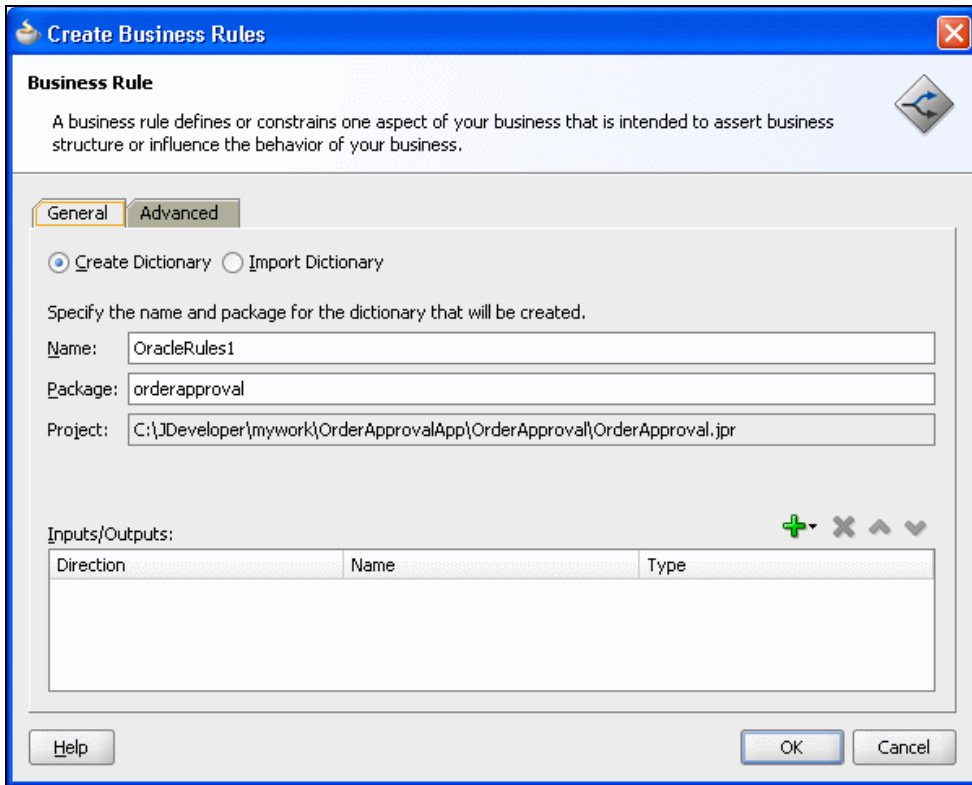 Create Business Rules
Business Rule
A business rule defines or constrains one aspect of your business that is intended to assert business
structure or influence the behavior of your business.
General Advanced
Create Dictionary Import Dictionary
Specify the name and package for the dictionary that will be created.
Name: OracleRules1
Package: orderapproval
Project: C:\JDeveloper\mywork\OrderApprovalApp\OrderApproval\OrderApproval.jpr
Inputs/Outputs:
Direction Name Type
Help OK Cancel